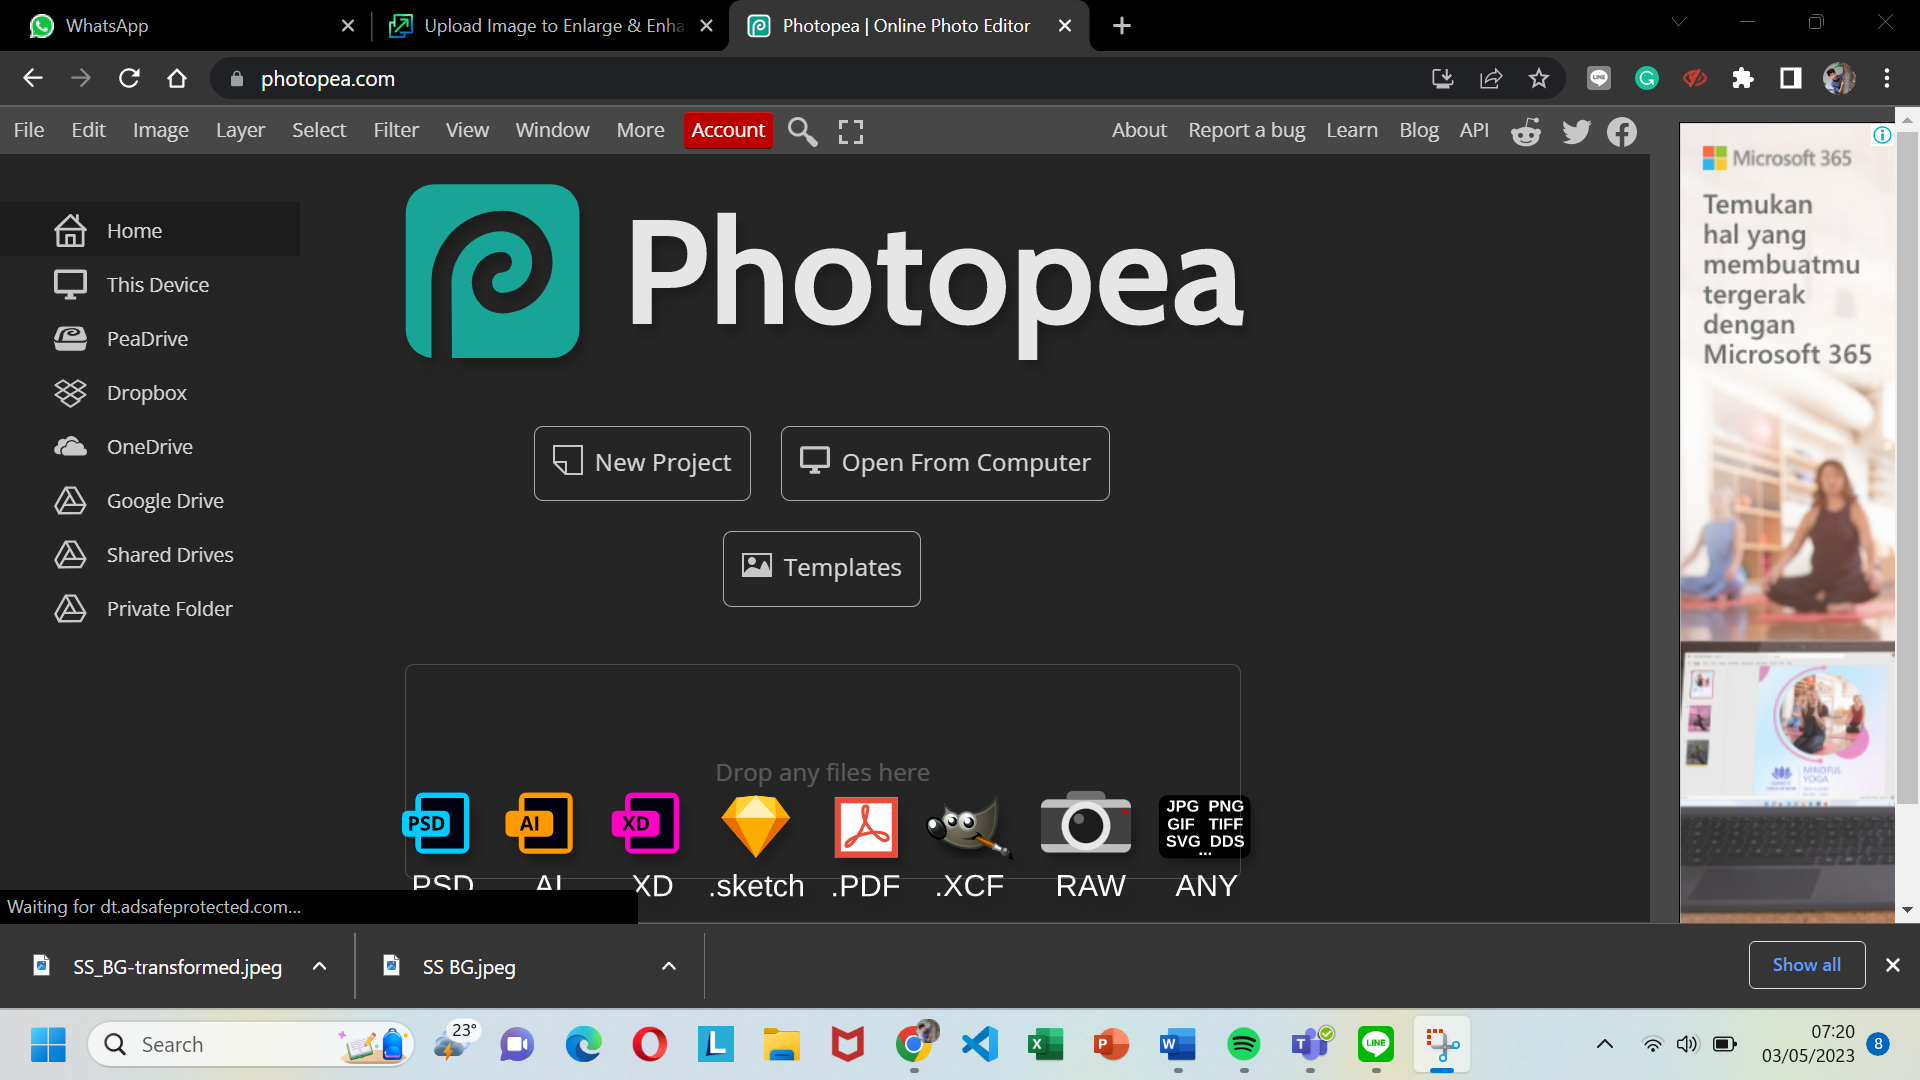 WhatsApp
Upload Image to Enlarge & Enha
Photopea | Online Photo Editor
photopea.com
File Edit Image Layer Select Filter View Window More Account
About Report a bug Learn Blog API
Home
This Device
PeaDrive
Dropbox
OneDrive
Google Drive
Shared Drives
Private Folder
Photopea
New Project
Open From Computer
Templates
Drop any files here
PSD AI XD JPG PNG
GIF TIFF
SVG DDS
...
PSD AI XD .sketch .PDF .XCF RAW ANY
Microsoft 365
Temukan
hal yang
membuatmu
tergerak
dengan
Microsoft 365
MINDFUL
YOGA
Waiting for dt.adsafeprotected.com...
SS_BG-transformed.jpeg
SS BG.jpeg
Show all
Search
23°
LINE
07:20
03/05/2023
8